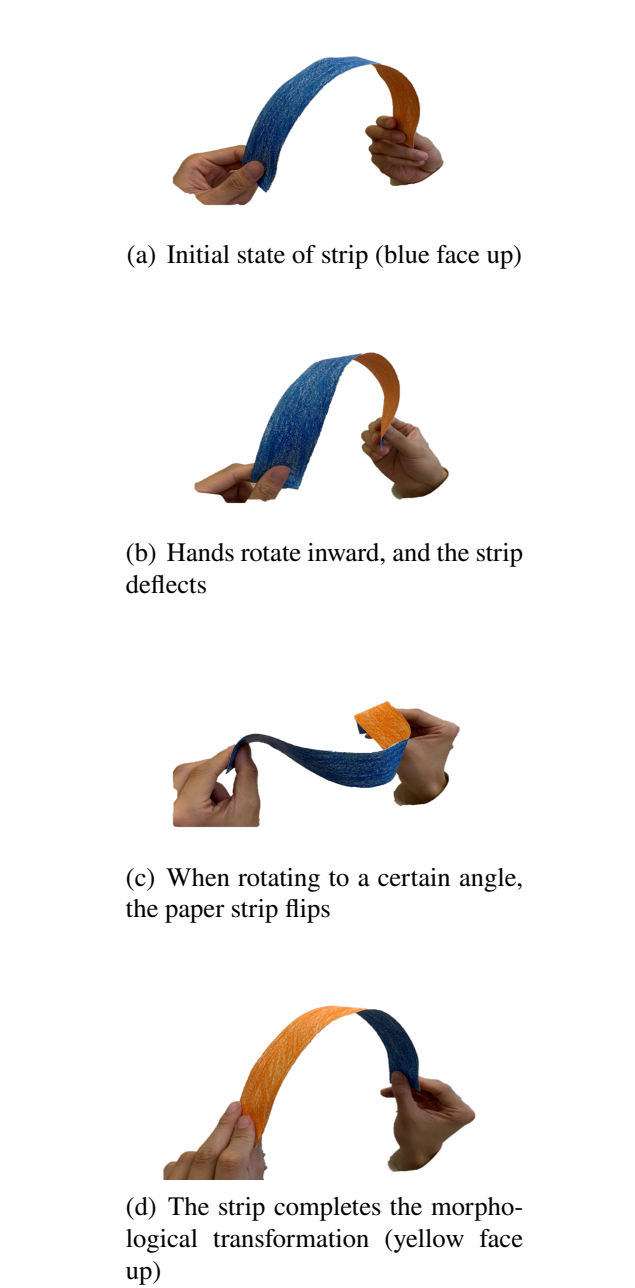 (a) Initial state of strip (blue face up)
(b) Hands rotate inward, and the strip
deflects
(c) When rotating to a certain angle,
the paper strip flips
(d) The strip completes the morpho-
logical transformation (yellow face
up)